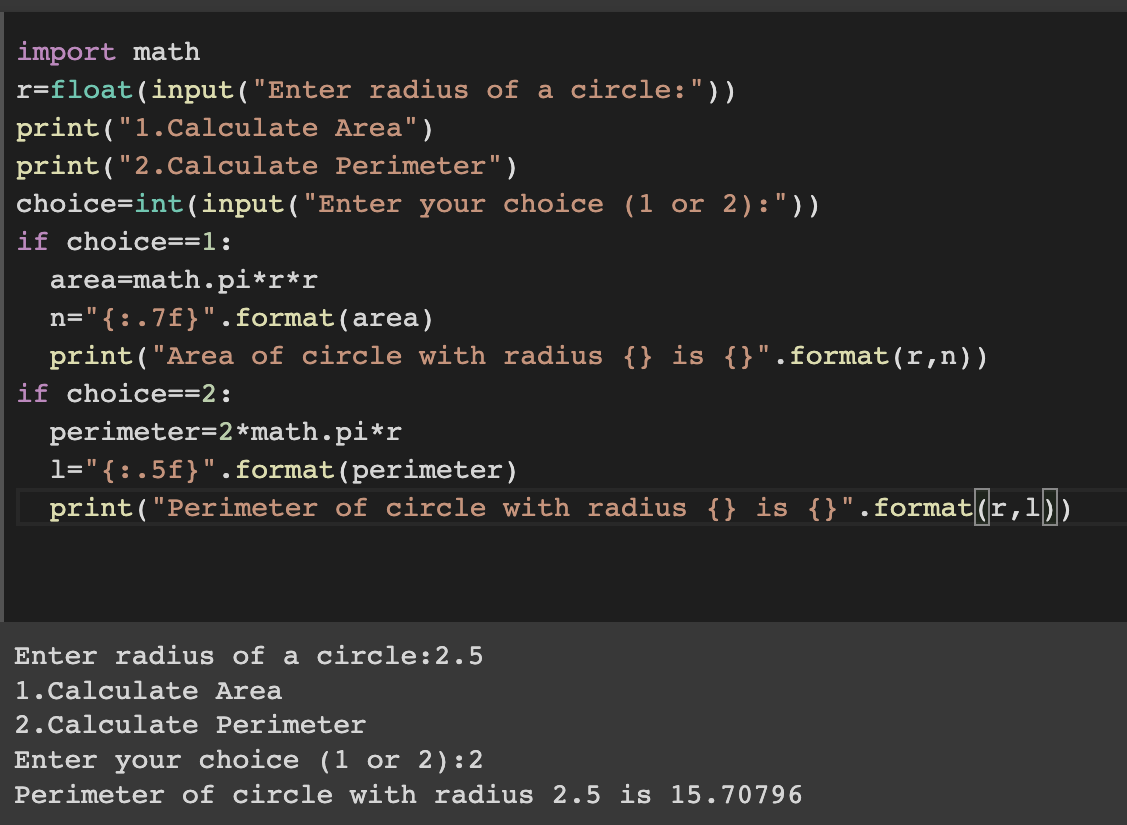 import math
r=float(input("Enter radius of a circle:"))
print("1.Calculate Area")
print("2.Calculate Perimeter")
choice=int(input("Enter your choice (1 or 2):"))
if choice==1:
  area=math.pi*r*r
  n="{:.7f}".format(area)
  print("Area of circle with radius {} is {}".format(r,n))
if choice==2:
  perimeter=2*math.pi*r
  l="{:.5f}".format(perimeter)
  print("Perimeter of circle with radius {} is {}".format(r,l))
Enter radius of a circle:2.5
1.Calculate Area
2.Calculate Perimeter
Enter your choice (1 or 2):2
Perimeter of circle with radius 2.5 is 15.70796